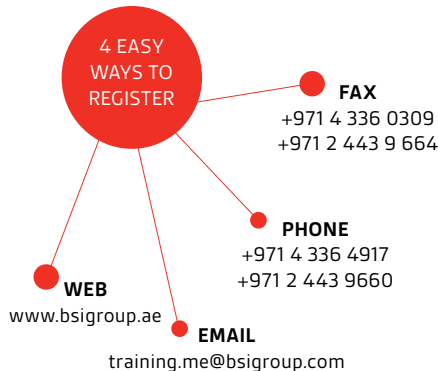 4 EASY
WAYS TO
REGISTER
FAX
+971 4 336 0309
+971 2 443 9 664
PHONE
+971 4 336 4917
+971 2 443 9660
WEB
www.bsigroup.ae
EMAIL
training.me@bsigroup.com